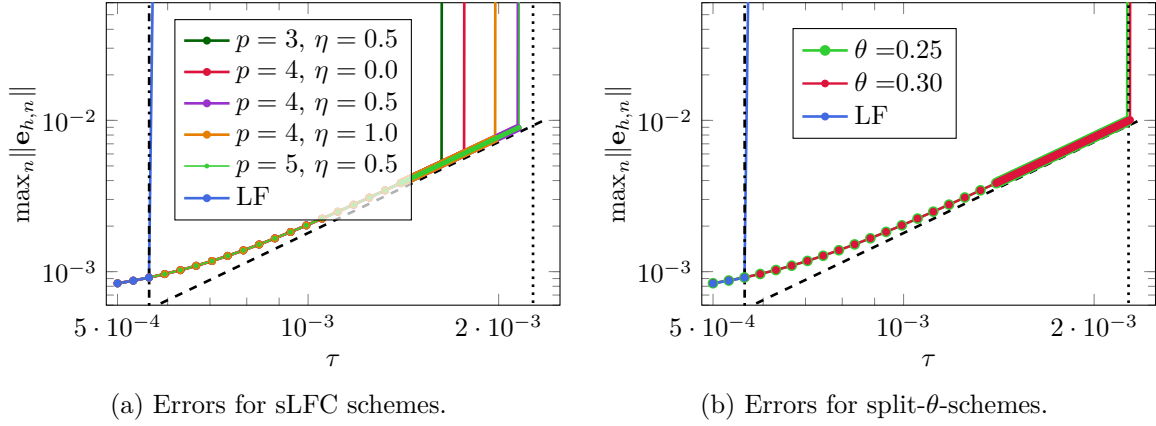 10⁻²
10⁻³
max_n ‖e_{h,n}‖
p = 3, η = 0.5
p = 4, η = 0.0
p = 4, η = 0.5
p = 4, η = 1.0
p = 5, η = 0.5
LF
5 · 10⁻⁴
10⁻³
2 · 10⁻³
τ
(a) Errors for sLFC schemes.
10⁻²
10⁻³
max_n ‖e_{h,n}‖
θ =0.25
θ =0.30
LF
5 · 10⁻⁴
10⁻³
2 · 10⁻³
τ
(b) Errors for split-θ-schemes.